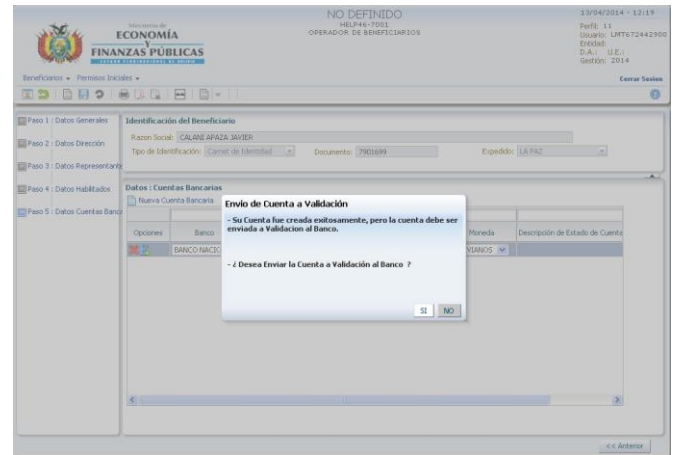 Ministerio de
ECONOMÍA
Y
FINANZAS PÚBLICAS
NO DEFINIDO
HELP46-7D01
OPERADOR DE BENEFICIARIOS
13/04/2014 - 12:19
Perfil: 11
Usuario: LMT672442900
Entidad:
D.A.: U.E.:
Gestión: 2014
Beneficiarios Permisos Iniciales
Cerrar Sesion
Paso 1 : Datos Generales
Paso 2 : Datos Dirección
Paso 3 : Datos Representante
Paso 4 : Datos Habilitados
Paso 5 : Datos Cuentas Banca
Identificación del Beneficiario
Razon Social: CALANI APAZA JAVIER
Tipo de Identificación: Carnet de Identidad Documento: 7901699 Expedido: LA PAZ
Datos : Cuentas Bancarias
Nueva Cuenta Bancaria
Opciones Banco Moneda Descripción de Estado de Cuenta
BANCO NACIO VIANOS
Envio de Cuenta a Validación
- Su Cuenta fue creada exitosamente, pero la cuenta debe ser
enviada a Validacion al Banco.
- ¿ Desea Enviar la Cuenta a Validación al Banco ?
SI NO
<< Anterior